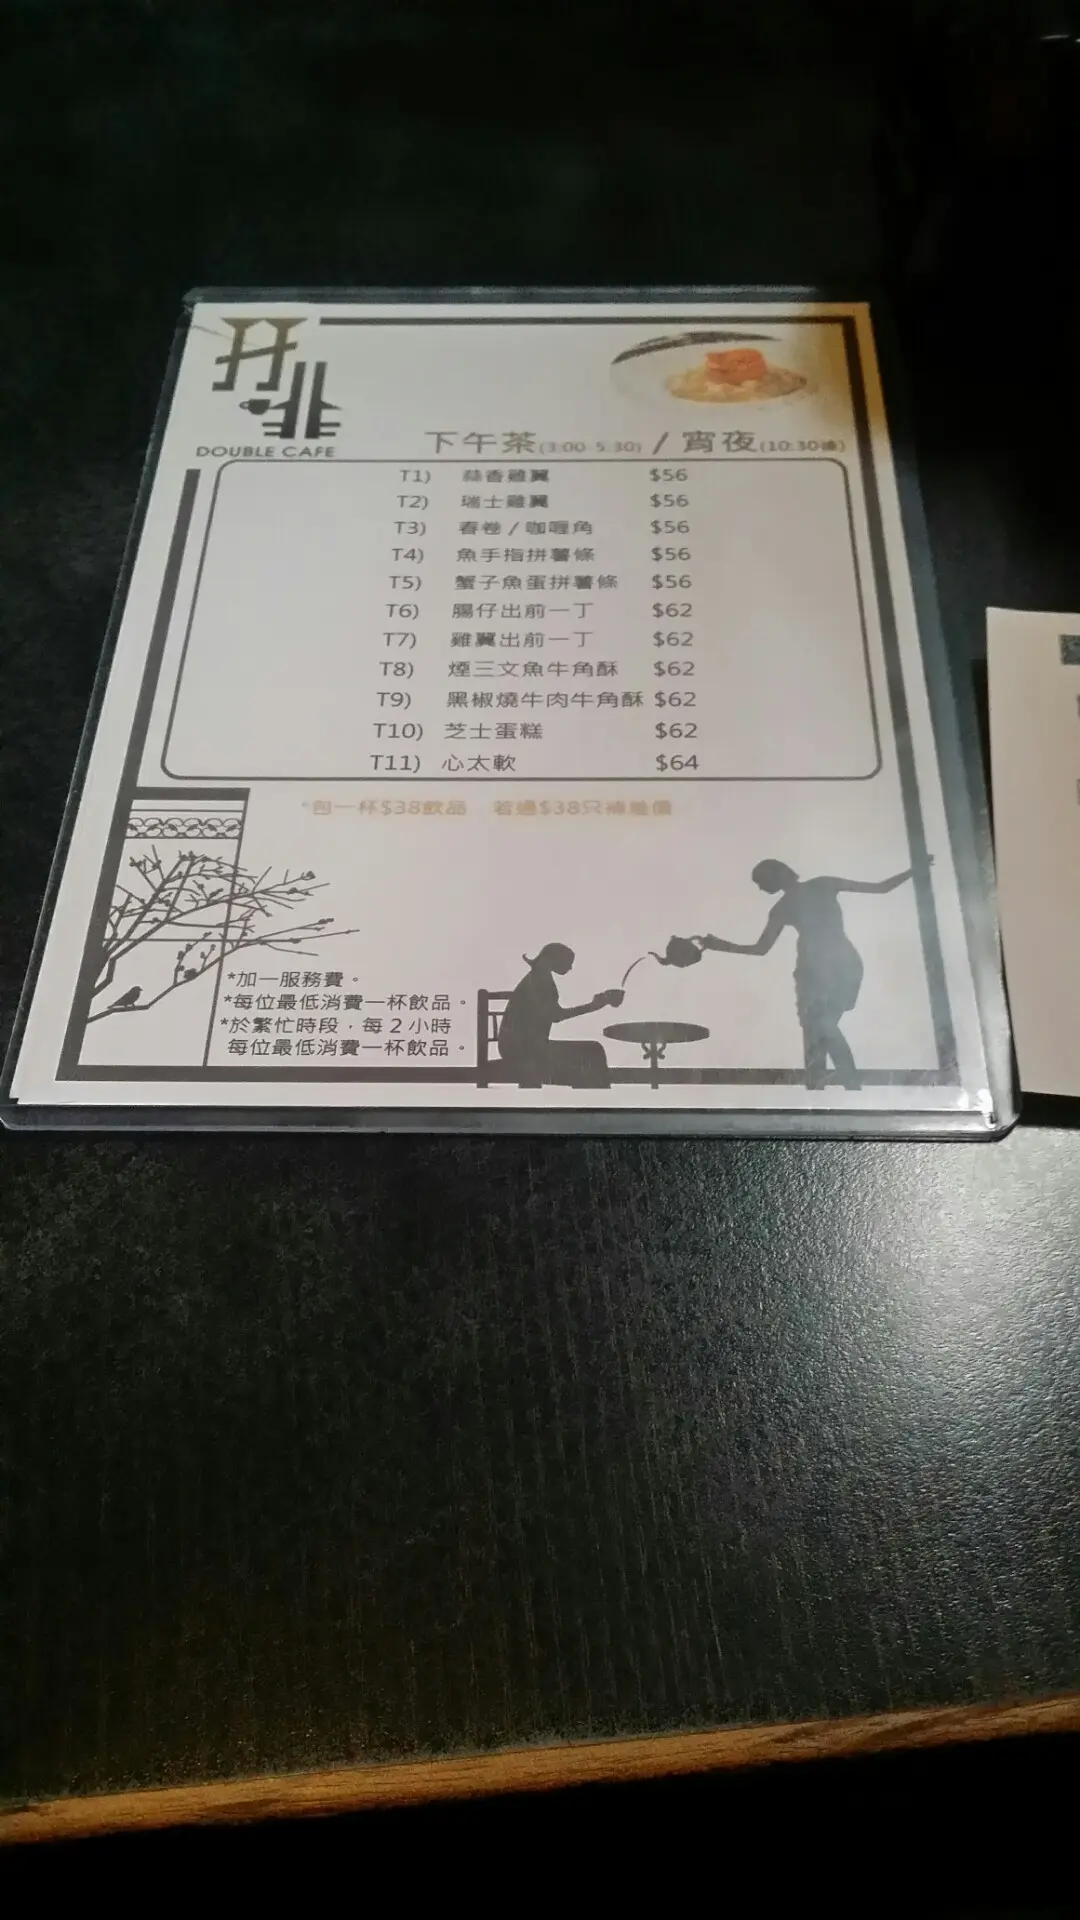 DOUBLE CAFE
下午茶(3:00-5:30) / 宵夜(10:30後)
T1) 蒜香雞翼 $56
T2) 瑞士雞翼 $56
T3) 春卷 / 咖喱角 $56
T4) 魚手指拼薯條 $56
T5) 蟹子魚蛋拼薯條 $56
T6) 腸仔出前一丁 $62
T7) 雞翼出前一丁 $62
T8) 煙三文魚牛角酥 $62
T9) 黑椒燒牛肉牛角酥 $62
T10) 芝士蛋糕 $62
T11) 心太軟 $64
*包一杯$38飲品 若過$38只補差價
*加一服務費。
*每位最低消費一杯飲品。
*於繁忙時段，每2小時
每位最低消費一杯飲品。